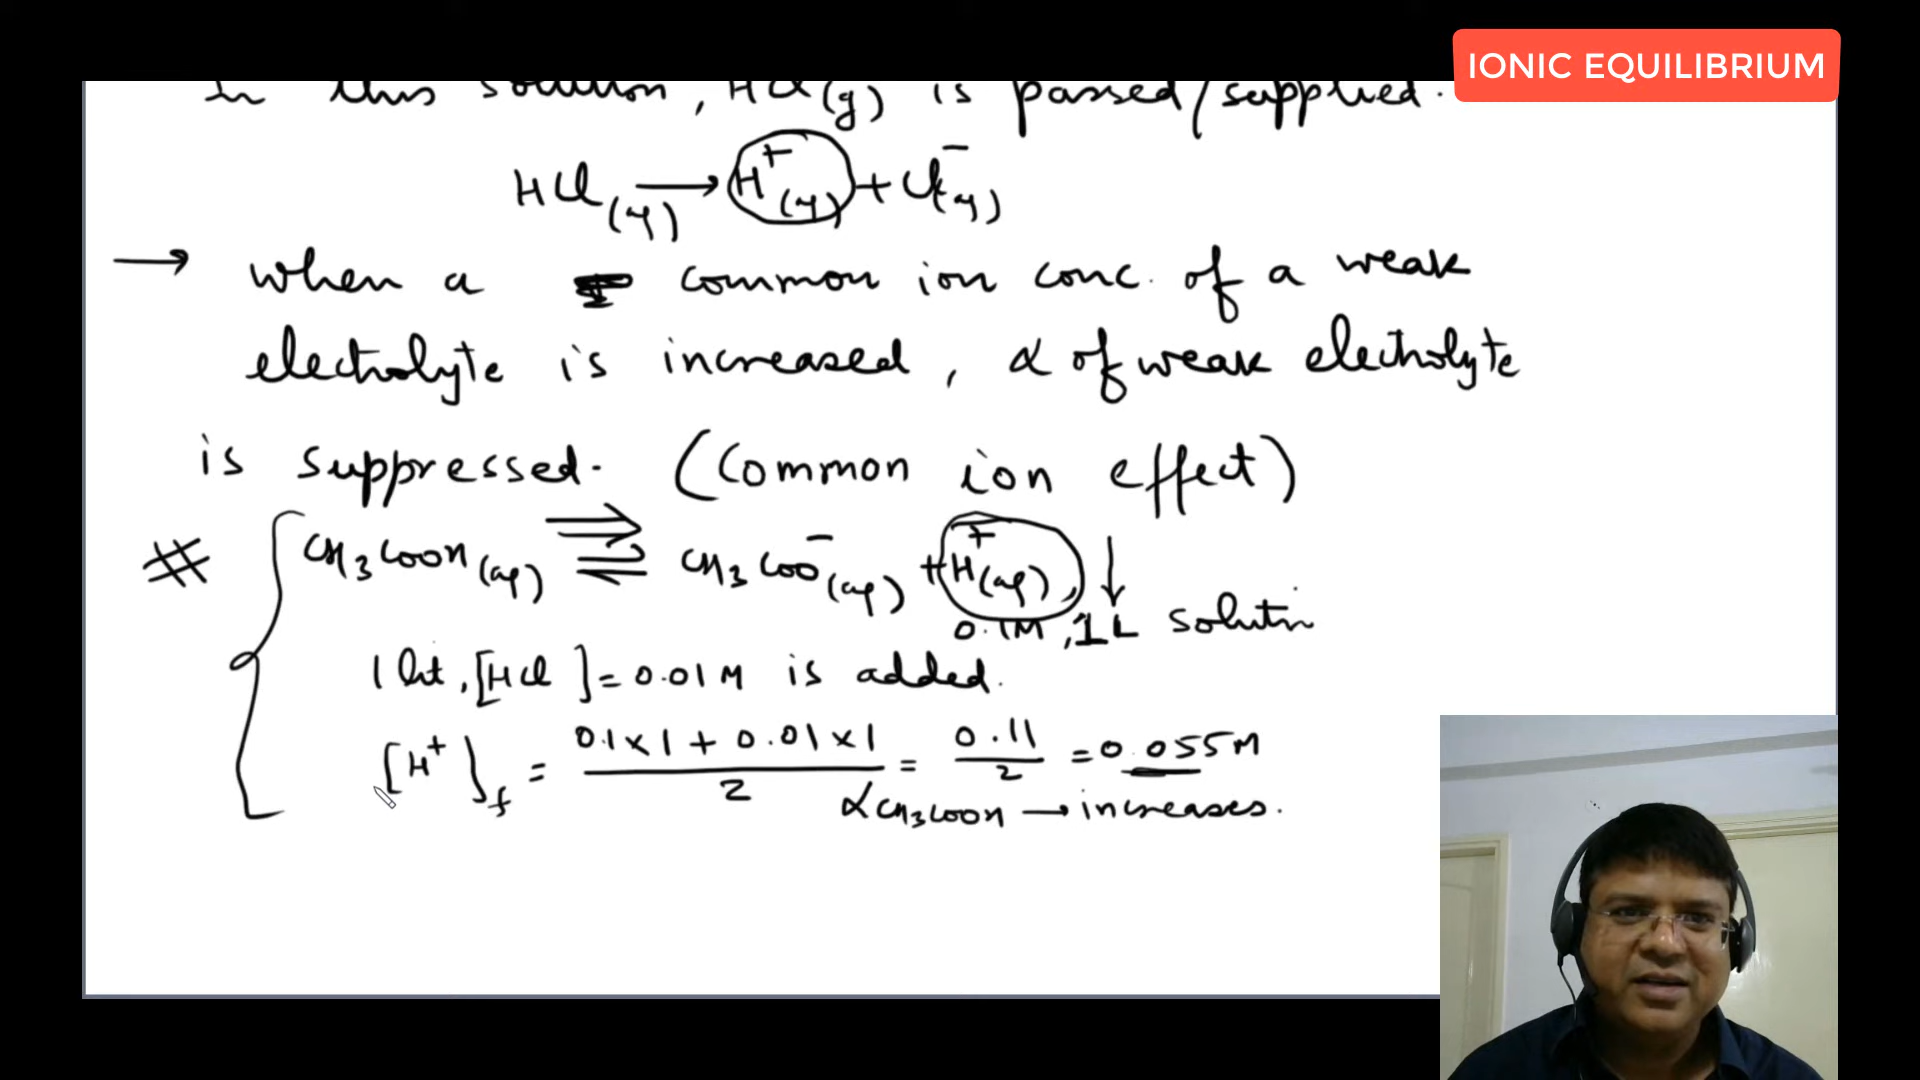 IONIC EQUILIBRIUM
In this solution, HCl(g) is passed/supplied.
HCl(aq) ⟶ H⁺(aq) + Cl⁻(aq)
→ when a common ion conc. of a weak
electrolyte is increased, α of weak electrolyte
is suppressed. (Common ion effect)
# CH₃COOH(aq) ⇌ CH₃COO⁻(aq) + H⁺(aq) ↓
0.1M, 1L solution
1 lit, [HCl] = 0.01 M is added.
[H⁺]f = 0.1×1 + 0.01×1 / 2 = 0.11 / 2 = 0.055 M
α CH₃COOH → increases.